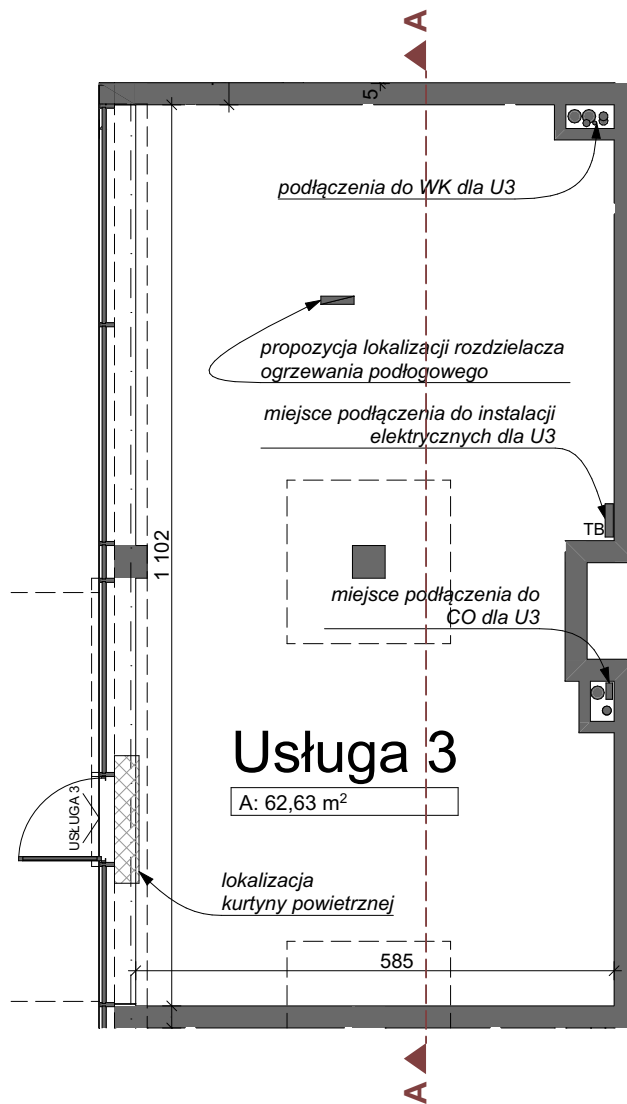 A
5
podłączenia do WK dla U3
propozycja lokalizacji rozdzielacza
ogrzewania podłogowego
miejsce podłączenia do instalacji
elektrycznych dla U3
TB
1 102
miejsce podłączenia do
CO dla U3
Usługa 3
A: 62,63 m²
USŁUGA 3
lokalizacja
kurtyny powietrznej
585
A